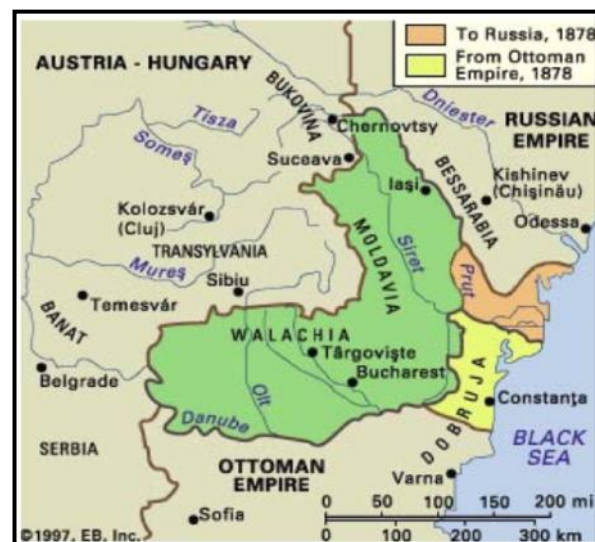 To Russia, 1878
From Ottoman
Empire, 1878
AUSTRIA - HUNGARY
BUKOVINA
Dniester
RUSSIAN
EMPIRE
Tisza
Chernovtsy
Someş
Suceava
BESSARABIA
Kishinev
(Chişinău)
Iaşi
Odessa
Kolozsvár
(Cluj)
MOLDAVIA
Siret
TRANSYLVANIA
Prut
Mureş
Sibiu
BANAT
Temesvár
WALACHIA
Târgovişte
Belgrade
Olt
Bucharest
DOBRUJA
Constanţa
Danube
BLACK
SEA
SERBIA
OTTOMAN
EMPIRE
Varna
0 50 100 150 200 mi
Sofia
0 100 200 300 km
©1997, EB, Inc.